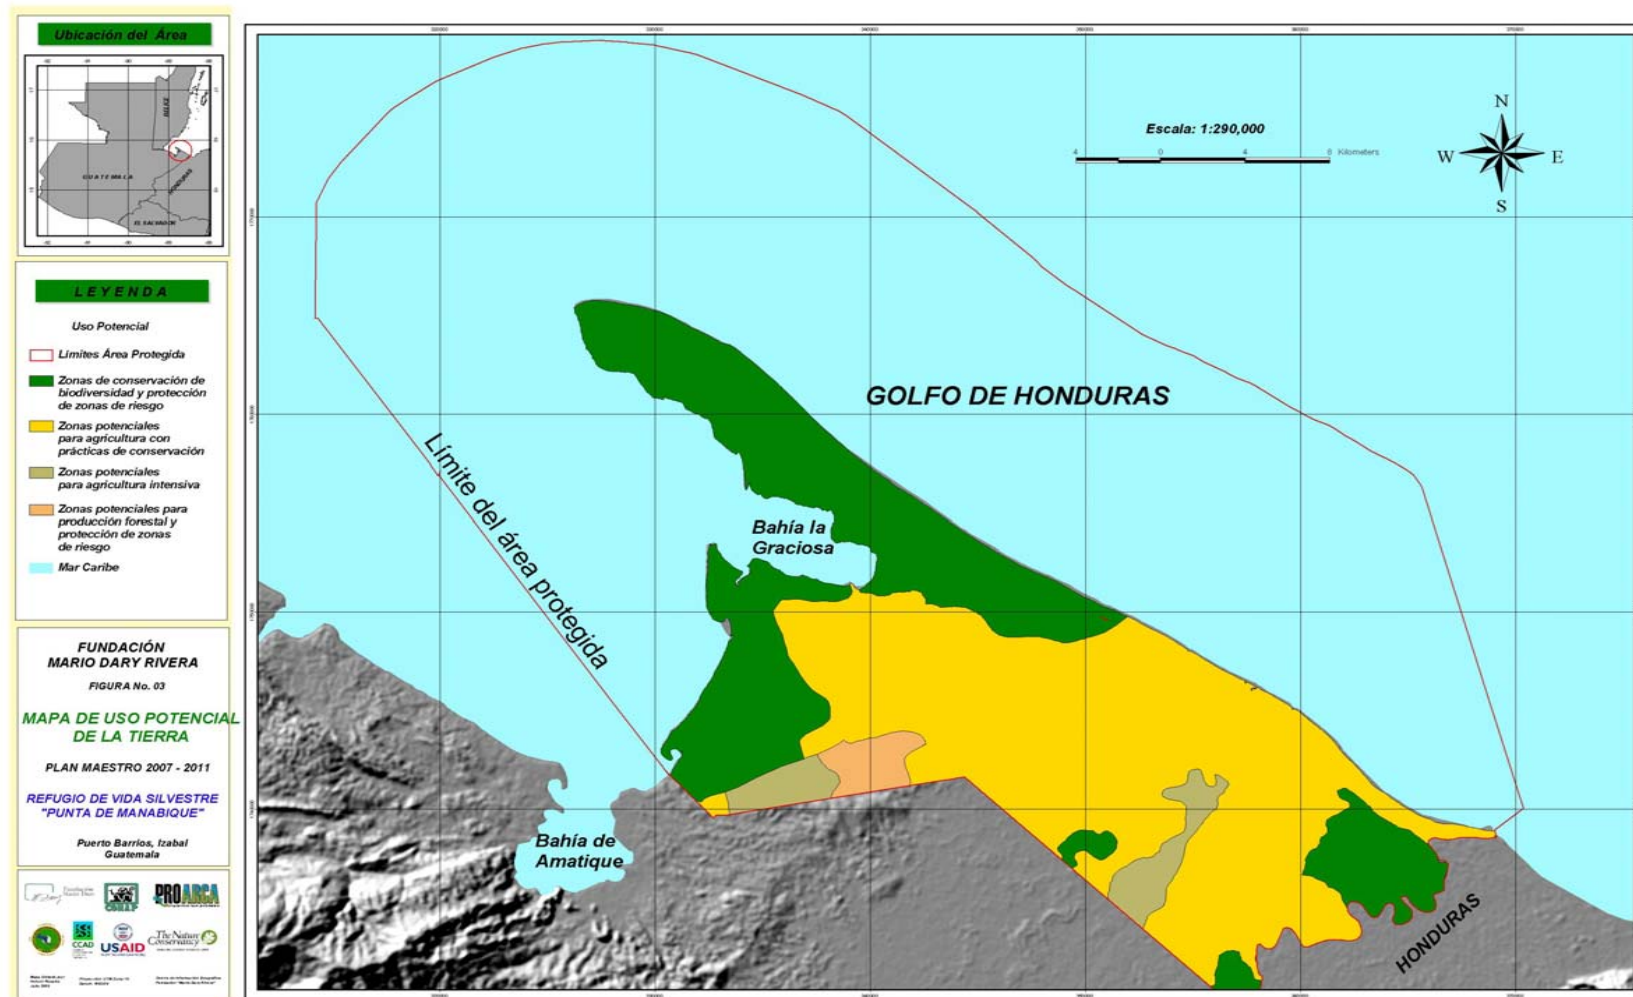 Ubicación del Área
BELIZE
GUATEMALA
HONDURAS
EL SALVADOR
LEYENDA
Uso Potencial
Límites Área Protegida
Zonas de conservación de
biodiversidad y protección
de zonas de riesgo
Zonas potenciales
para agricultura con
prácticas de conservación
Zonas potenciales
para agricultura intensiva
Zonas potenciales para
producción forestal y
protección de zonas
de riesgo
Mar Caribe
FUNDACIÓN
MARIO DARY RIVERA
FIGURA No. 03
MAPA DE USO POTENCIAL
DE LA TIERRA
PLAN MAESTRO 2007 - 2011
REFUGIO DE VIDA SILVESTRE
"PUNTA DE MANABIQUE"
Puerto Barrios, Izabal
Guatemala
PROARCA
CCAD
USAID
The Nature
Conservancy
Escala: 1:290,000
4 0 4 8 Kilometers
N
W E
S
GOLFO DE HONDURAS
Límite del área protegida
Bahía la
Graciosa
Bahía de
Amatique
HONDURAS